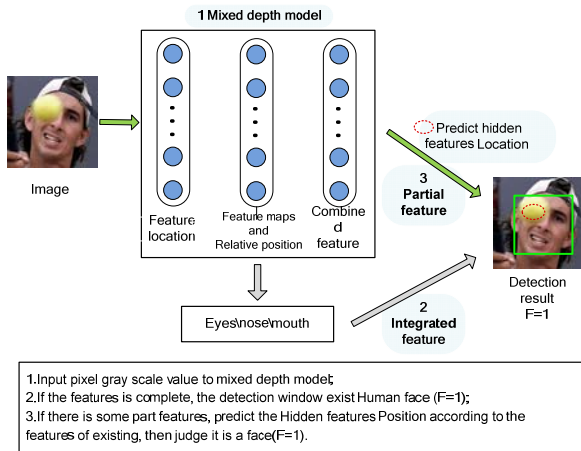 1 Mixed depth model
Image
Feature
location
Feature maps
and
Relative position
Combine
d
feature
Predict hidden
features Location
3
Partial
feature
Detection
result
F=1
Eyes\nose\mouth
2
Integrated
feature
1.Input pixel gray scale value to mixed depth model;
2.If the features is complete, the detection window exist Human face (F=1);
3.If there is some part features, predict the Hidden features Position according to the
features of existing, then judge it is a face(F=1).